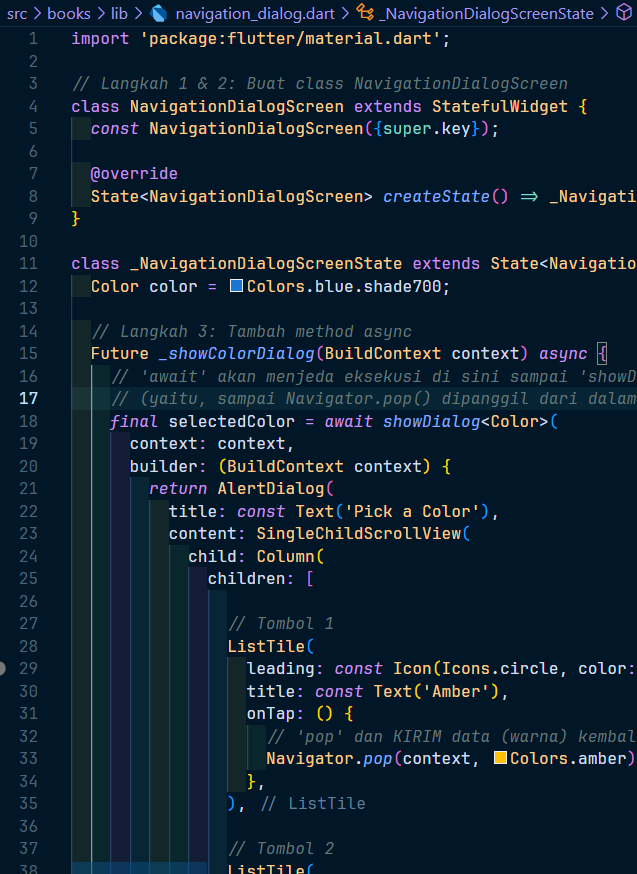 src > books > lib > navigation_dialog.dart > _NavigationDialogScreenState >
1 import 'package:flutter/material.dart';
2
3 // Langkah 1 & 2: Buat class NavigationDialogScreen
4 class NavigationDialogScreen extends StatefulWidget {
5 const NavigationDialogScreen({super.key});
6
7 @override
8 State<NavigationDialogScreen> createState() => _Navigati
9 }
10
11 class _NavigationDialogScreenState extends State<Navigatio
12 Color color = Colors.blue.shade700;
13
14 // Langkah 3: Tambah method async
15 Future _showColorDialog(BuildContext context) async {
16 // 'await' akan menjeda eksekusi di sini sampai 'showD
17 // (yaitu, sampai Navigator.pop() dipanggil dari dalam
18 final selectedColor = await showDialog<Color>(
19 context: context,
20 builder: (BuildContext context) {
21 return AlertDialog(
22 title: const Text('Pick a Color'),
23 content: SingleChildScrollView(
24 child: Column(
25 children: [
26
27 // Tombol 1
28 ListTile(
29 leading: const Icon(Icons.circle, color:
30 title: const Text('Amber'),
31 onTap: () {
32 // 'pop' dan KIRIM data (warna) kembal
33 Navigator.pop(context, Colors.amber)
34 },
35 ), // ListTile
36
37 // Tombol 2
38 ListTile(